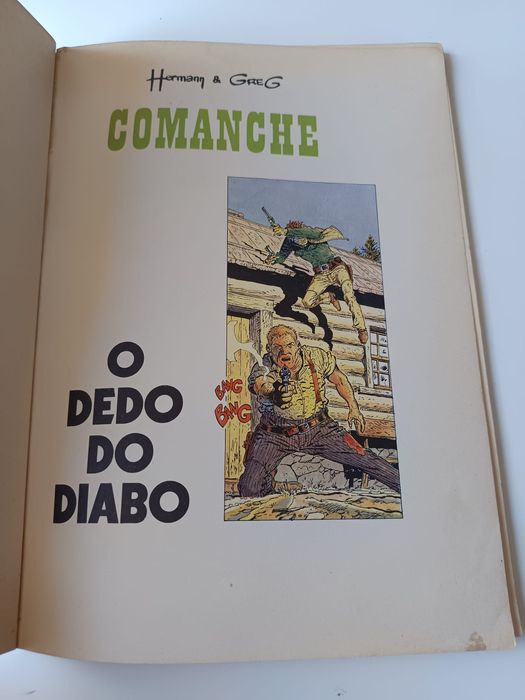 Hermann & GREG
COMANCHE
BANG
BANG
O
DEDO
DO
DIABO